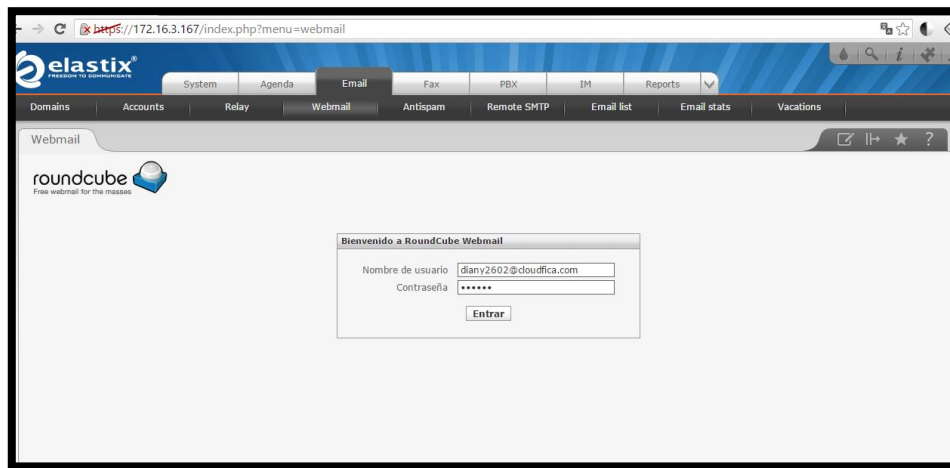 https://172.16.3.167/index.php?menu=webmail
elastix®
FREEDOM TO COMMUNICATE
System Agenda Email Fax PBX IM Reports
Domains Accounts Relay Webmail Antispam Remote SMTP Email list Email stats Vacations
Webmail
roundcube
Free webmail for the masses
Bienvenido a RoundCube Webmail
Nombre de usuario diany2602@cloudfica.com
Contraseña ••••••
Entrar